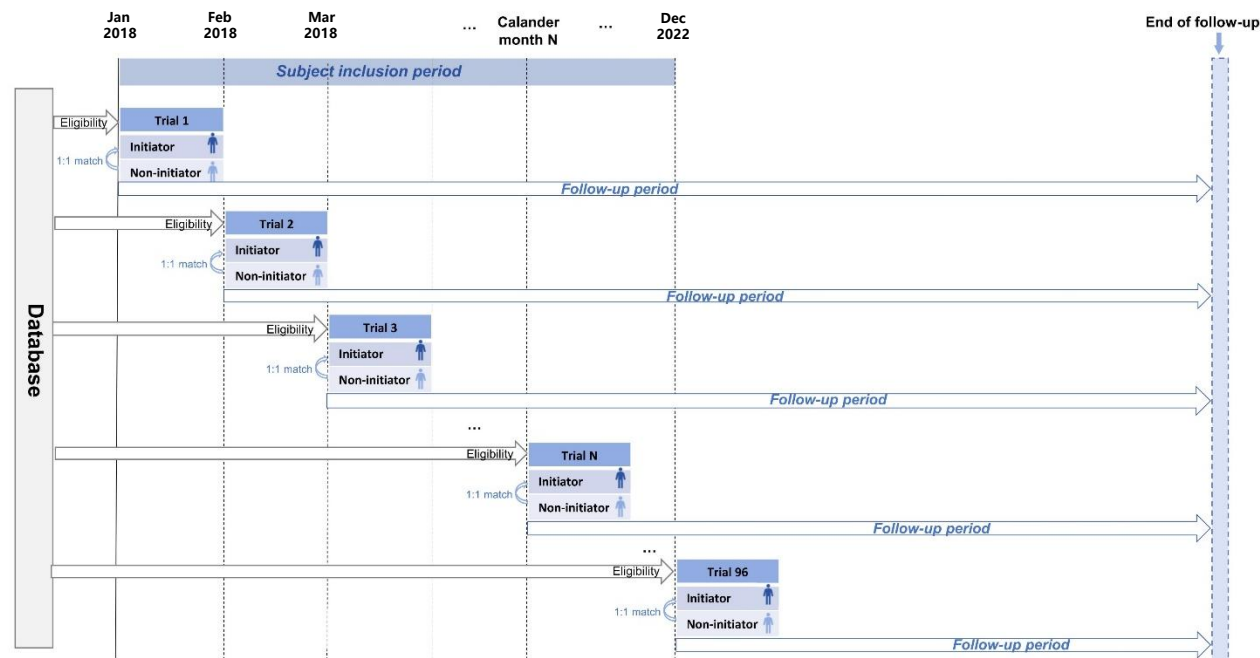 Jan
2018
Feb
2018
Mar
2018
...
Calander
month N
...
Dec
2022
End of follow-up
Subject inclusion period
Database
Eligibility
Trial 1
Initiator
1:1 match
Non-initiator
Follow-up period
Eligibility
Trial 2
Initiator
1:1 match
Non-initiator
Follow-up period
Eligibility
Trial 3
Initiator
1:1 match
Non-initiator
Follow-up period
...
Eligibility
Trial N
Initiator
1:1 match
Non-initiator
Follow-up period
...
Eligibility
Trial 96
Initiator
1:1 match
Non-initiator
Follow-up period